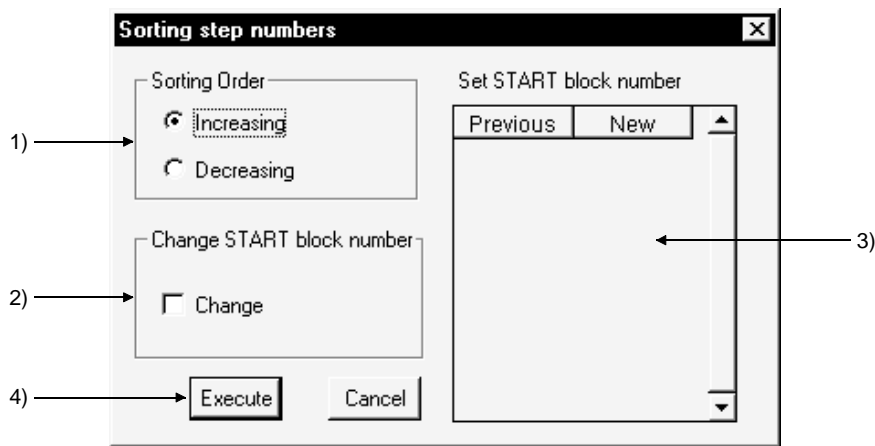 Sorting step numbers
Sorting Order
Increasing
Decreasing
Change START block number
Change
Execute
Cancel
Set START block number
Previous New
1)
2)
3)
4)